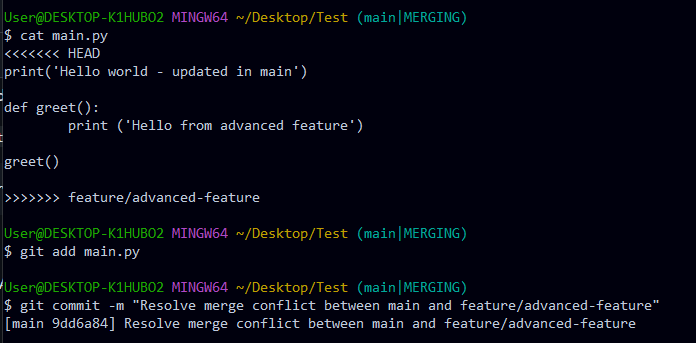 User@DESKTOP-K1HUBO2 MINGW64 ~/Desktop/Test (main|MERGING)
$ cat main.py
<<<<<<< HEAD
print('Hello world - updated in main')
def greet():
        print ('Hello from advanced feature')
greet()
>>>>>>> feature/advanced-feature
User@DESKTOP-K1HUBO2 MINGW64 ~/Desktop/Test (main|MERGING)
$ git add main.py
User@DESKTOP-K1HUBO2 MINGW64 ~/Desktop/Test (main|MERGING)
$ git commit -m "Resolve merge conflict between main and feature/advanced-feature"
[main 9dd6a84] Resolve merge conflict between main and feature/advanced-feature